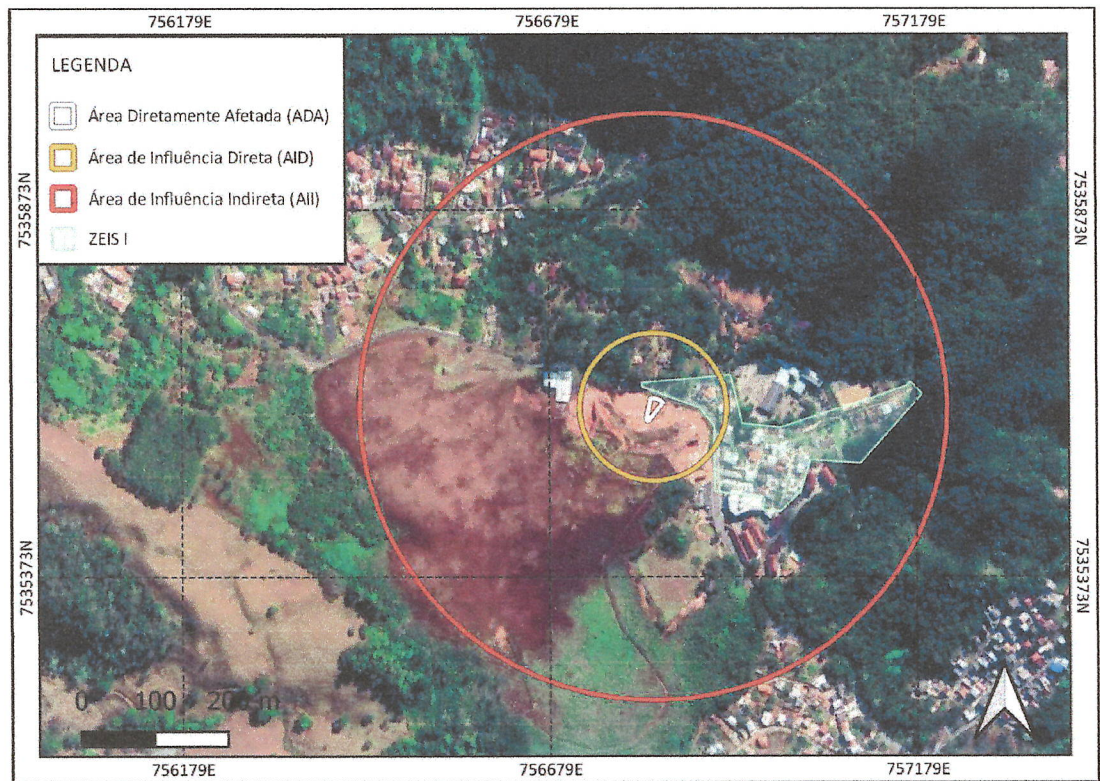 756179E
756679E
757179E
LEGENDA
Área Diretamente Afetada (ADA)
Área de Influência Direta (AID)
Área de Influência Indireta (AII)
ZEIS I
7535873N
7535873N
7535373N
7535373N
0 100 200 m
756179E
756679E
757179E